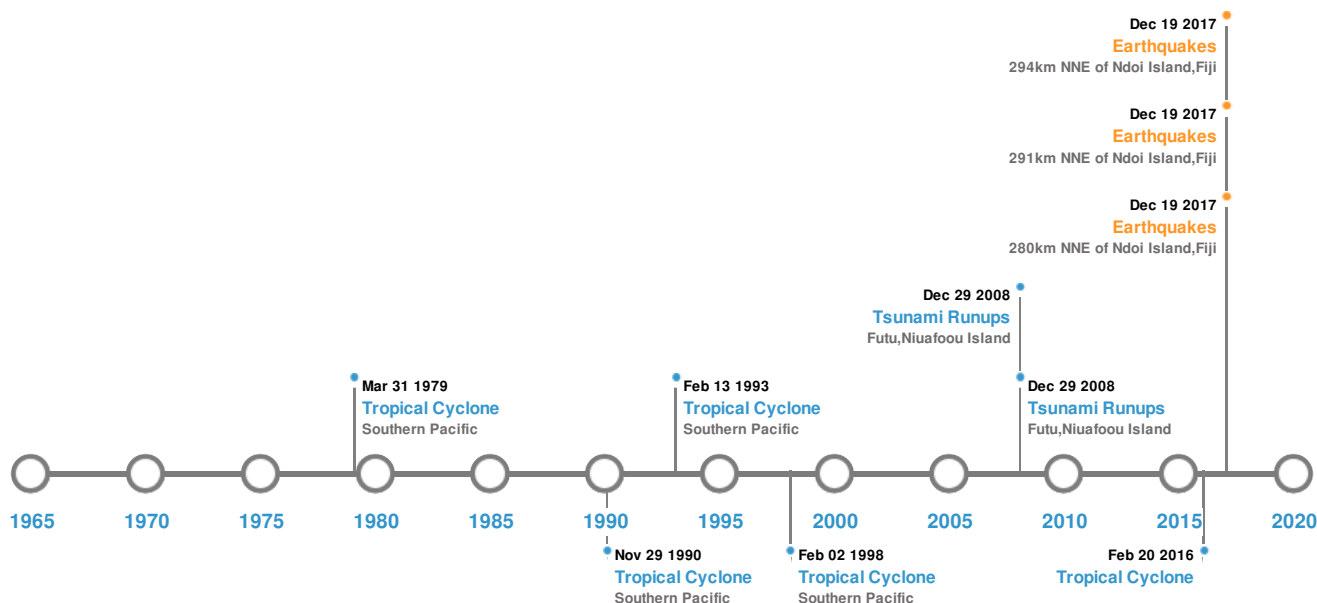 Dec 19 2017
Earthquakes
294km NNE of Ndoi Island,Fiji
Dec 19 2017
Earthquakes
291km NNE of Ndoi Island,Fiji
Dec 19 2017
Earthquakes
280km NNE of Ndoi Island,Fiji
Dec 29 2008
Tsunami Runups
Futu,Niuafoou Island
Mar 31 1979
Tropical Cyclone
Southern Pacific
Feb 13 1993
Tropical Cyclone
Southern Pacific
Dec 29 2008
Tsunami Runups
Futu,Niuafoou Island
1965 1970 1975 1980 1985 1990 1995 2000 2005 2010 2015 2020
Nov 29 1990
Tropical Cyclone
Southern Pacific
Feb 02 1998
Tropical Cyclone
Southern Pacific
Feb 20 2016
Tropical Cyclone